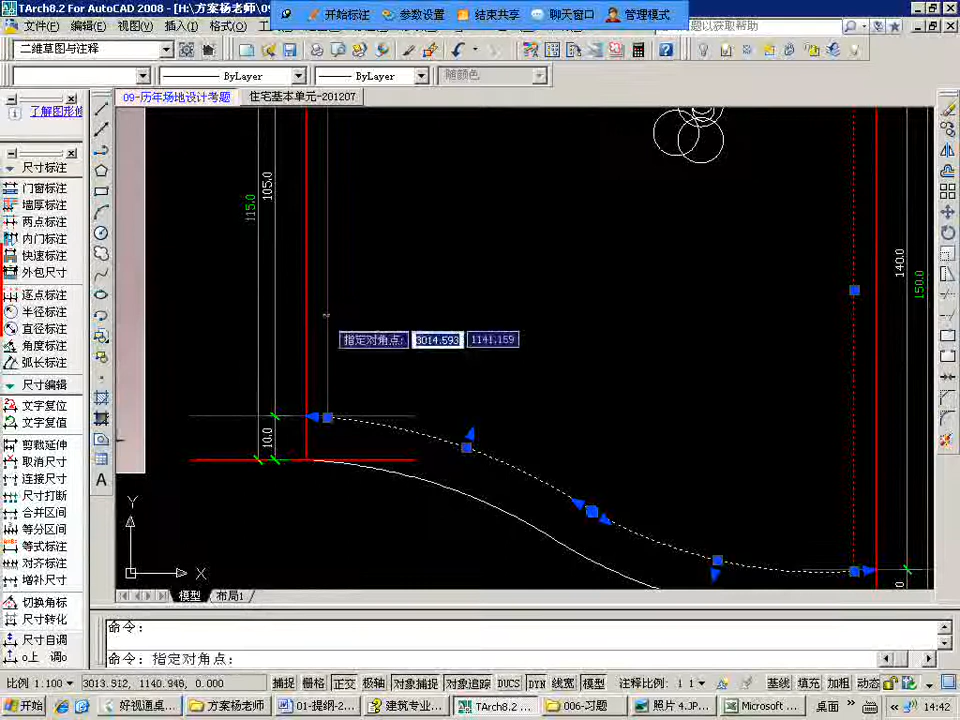 TArch8.2 For AutoCAD 2008 - [H:\方案杨老师\09
开始标注 参数设置 结束共享 聊天窗口 管理模式
文件(F) 编辑(E) 视图(V) 插入(I) 格式(O)
题以获取帮助
二维草图与注释
ByLayer ByLayer 随颜色
了解图形修
09-历年场地设计考题 住宅基本单元-201207
尺寸标注
门窗标注
墙厚标注
两点标注
内门标注
快速标注
外包尺寸
逐点标注
半径标注
直径标注
角度标注
弧长标注
尺寸编辑
文字复位
文字复值
剪裁延伸
取消尺寸
连接尺寸
尺寸打断
合并区间
等分区间
等式标注
对齐标注
增补尺寸
切换角标
尺寸转化
尺寸自调
o上 调o
A
105.0
115.0
140.0
150.0
指定对角点: 3014.593 1141.159
10.0
Y
X
模型 布局1
命令:
命令: 指定对角点:
比例 1:100 3013.512, 1140.946, 0.000 捕捉 栅格 正交 极轴 对象捕捉 对象追踪 DUCS DYN 线宽 模型 注释比例 1:1 基线 填充 加粗 动态
开始 好视通桌... 方案杨老师 01-提纲-2... 建筑专业... TArch8.2 ... 006-习题 照片 4.JP... Microsoft ... 桌面 14:42